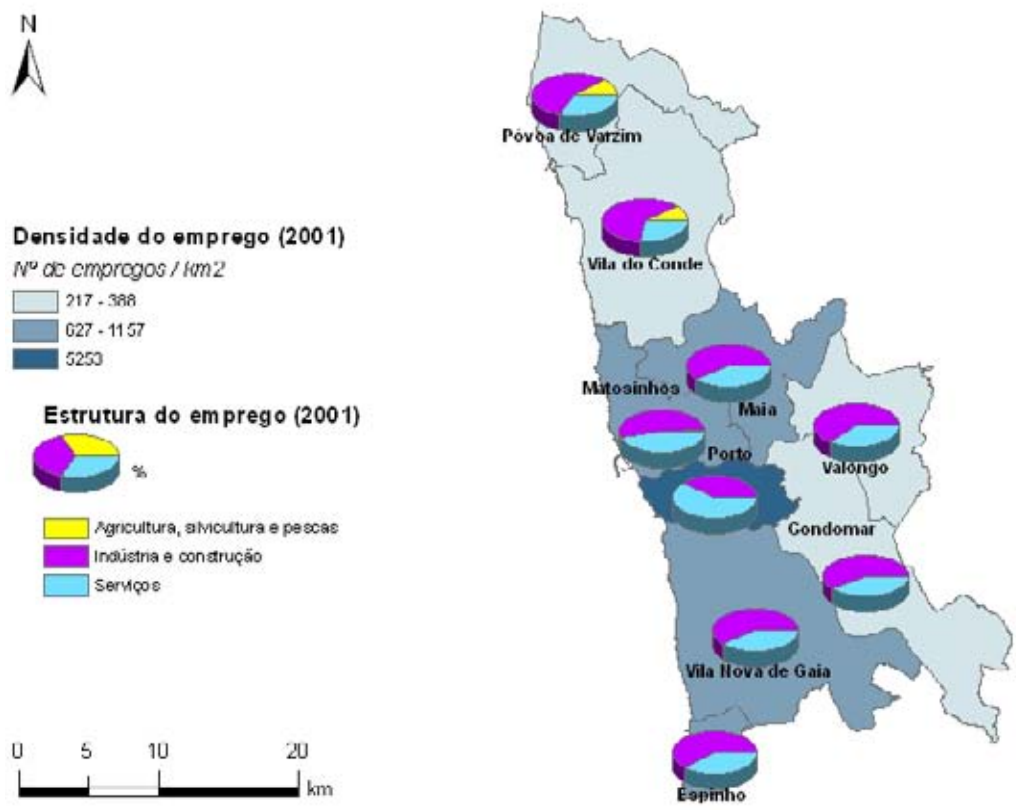 N
Póvoa de Varzim
Vila do Conde
Densidade do emprego (2001)
Nº de empregos / km2
217 - 388
627 - 1157
5253
Matosinhos
Maia
Estrutura do emprego (2001)
%
Porto
Valongo
Agricultura, silvicultura e pescas
Indústria e construção
Serviços
Gondomar
Vila Nova de Gaia
0 5 10 20
km
Espinho